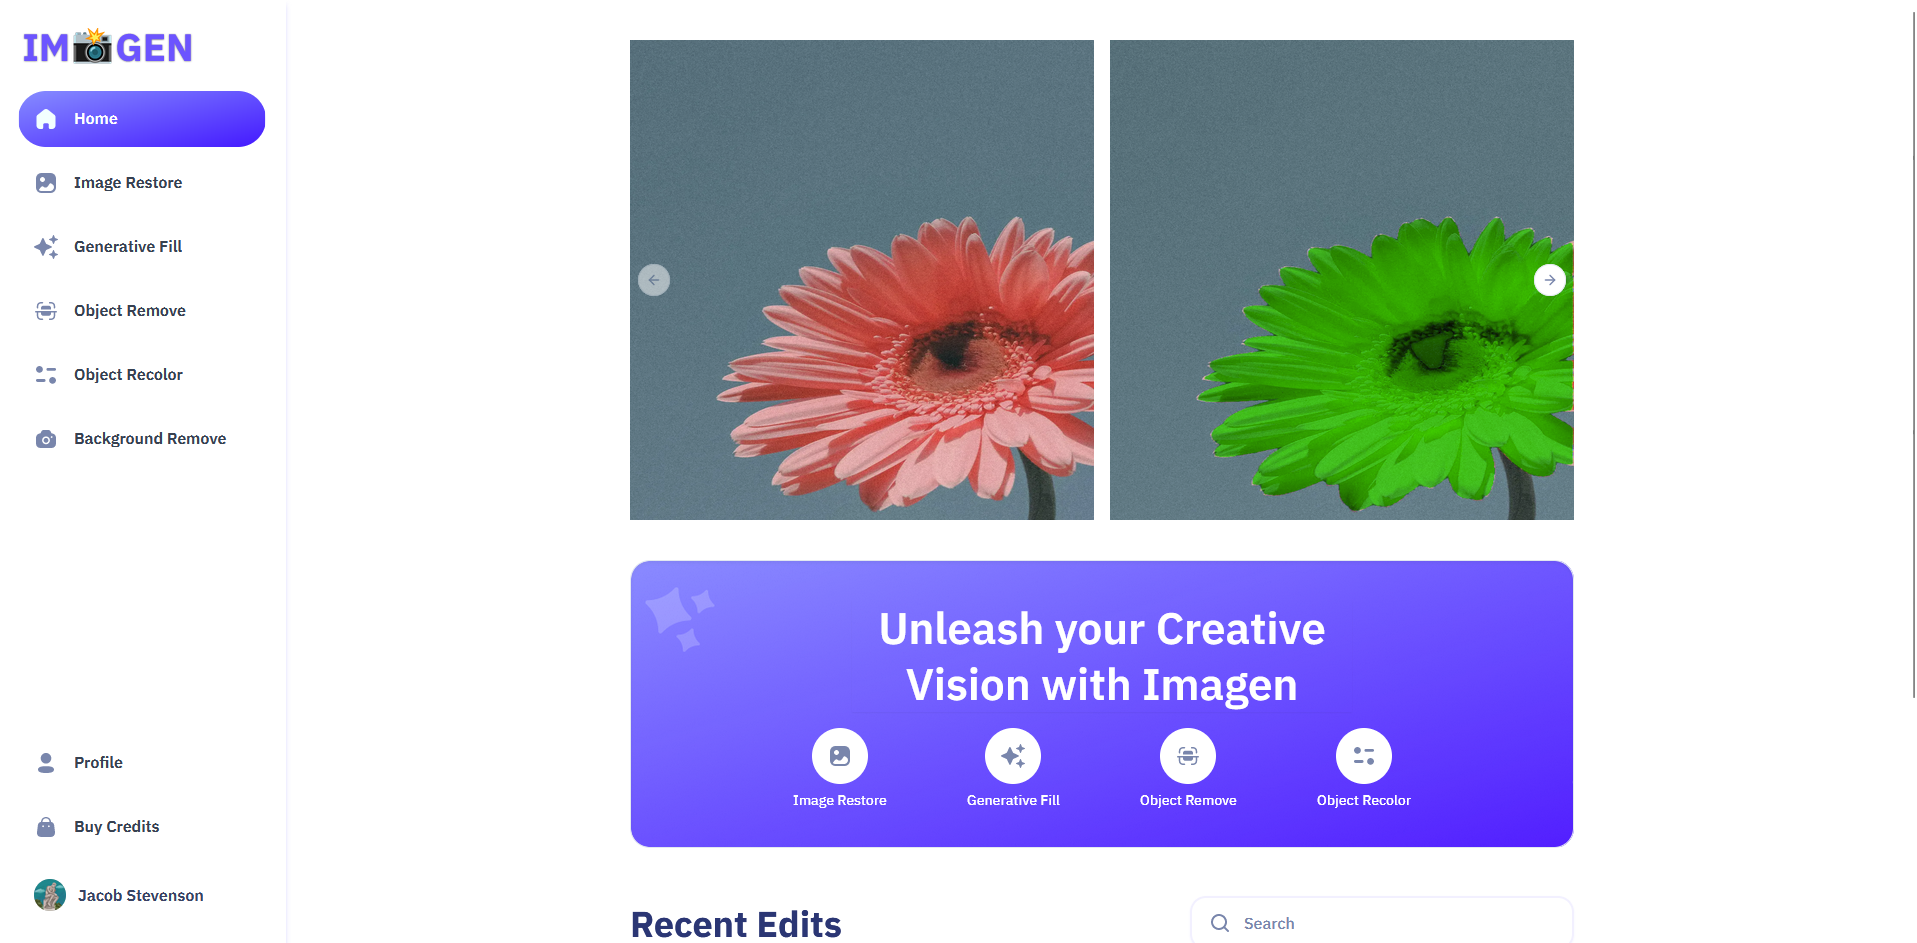 IM📸GEN
Home
Image Restore
Generative Fill
Object Remove
Object Recolor
Background Remove
Profile
Buy Credits
Jacob Stevenson
Unleash your Creative
Vision with Imagen
Image Restore
Generative Fill
Object Remove
Object Recolor
Recent Edits
Search